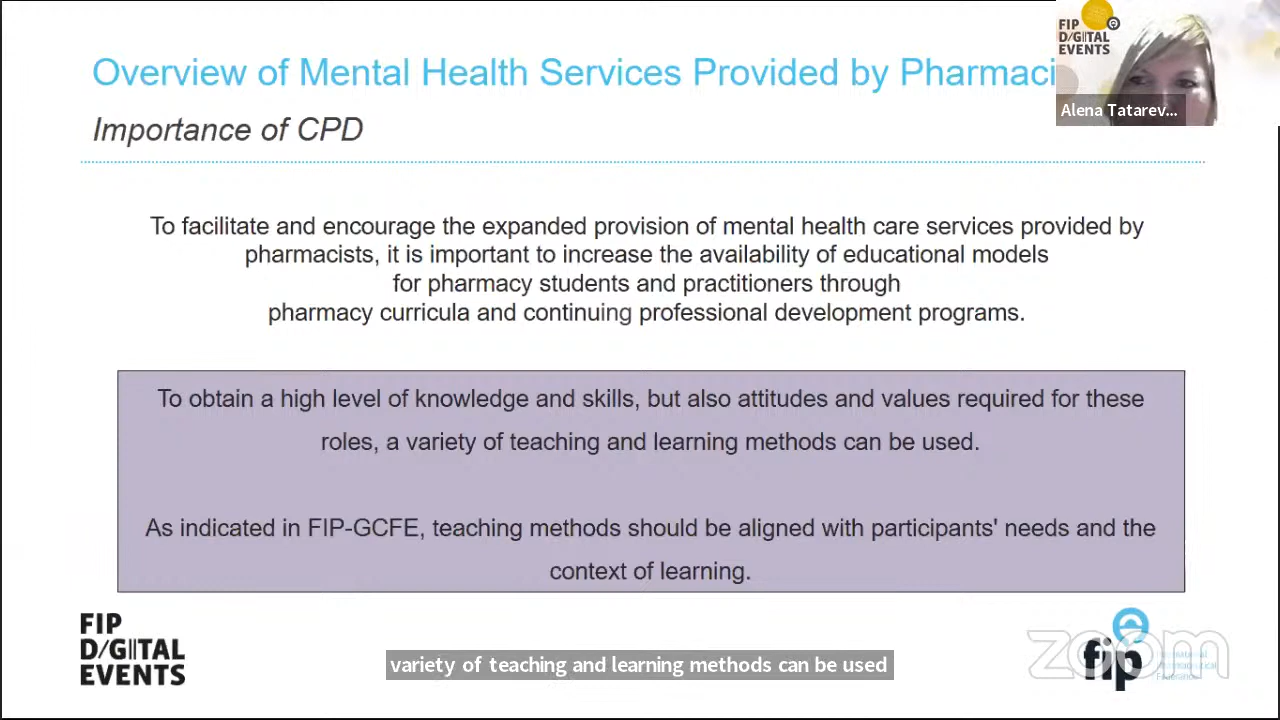 Overview of Mental Health Services Provided by Pharmaci
Importance of CPD
FIP
D/GITAL
EVENTS
Alena Tatarev...
To facilitate and encourage the expanded provision of mental health care services provided by
pharmacists, it is important to increase the availability of educational models
for pharmacy students and practitioners through
pharmacy curricula and continuing professional development programs.
To obtain a high level of knowledge and skills, but also attitudes and values required for these
roles, a variety of teaching and learning methods can be used.
As indicated in FIP-GCFE, teaching methods should be aligned with participants' needs and the
context of learning.
FIP
D/GITAL
EVENTS
variety of teaching and learning methods can be used
fip
zoom